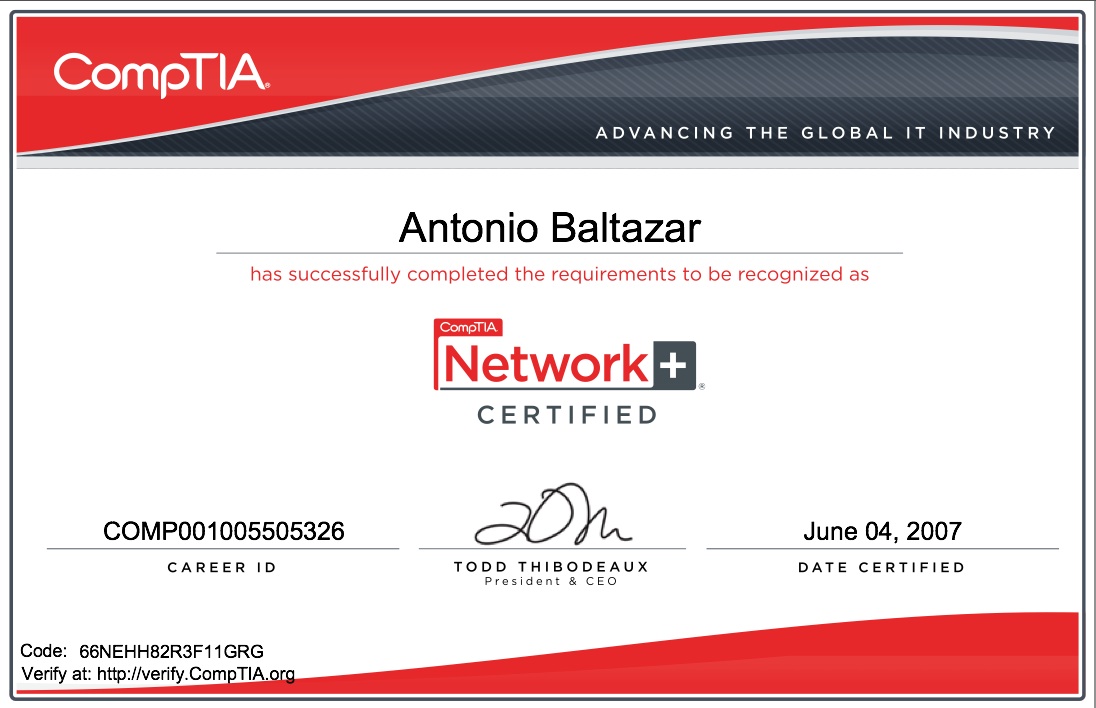 CompTIA®
ADVANCING THE GLOBAL IT INDUSTRY
Antonio Baltazar
has successfully completed the requirements to be recognized as
CompTIA
Network+®
CERTIFIED
COMP001005505326
CAREER ID
TODD THIBODEAUX
President & CEO
June 04, 2007
DATE CERTIFIED
Code: 66NEHH82R3F11GRG
Verify at: http://verify.CompTIA.org